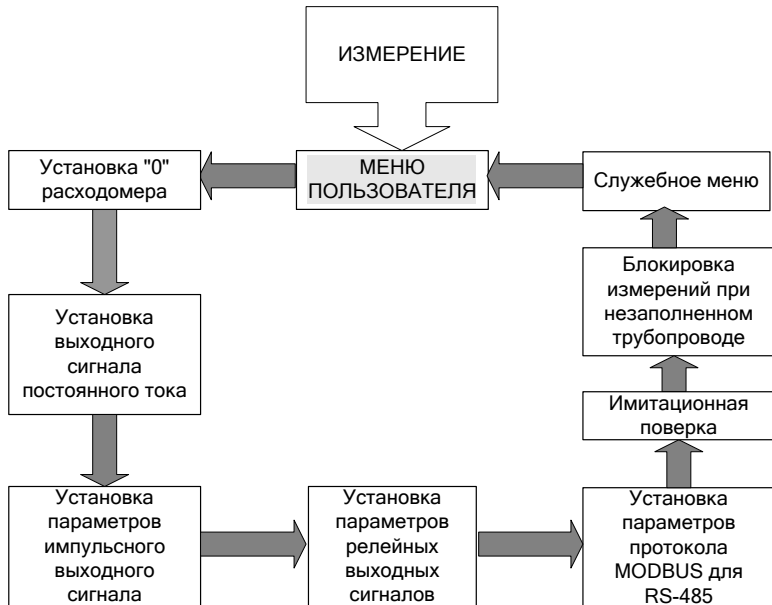 ИЗМЕРЕНИЕ
МЕНЮ
ПОЛЬЗОВАТЕЛЯ
Установка "0"
расходомера
Установка
выходного
сигнала
постоянного тока
Установка
параметров
импульсного
выходного
сигнала
Установка
параметров
релейных
выходных
сигналов
Установка
параметров
протокола
MODBUS для
RS-485
Имитационная
поверка
Блокировка
измерений при
незаполненном
трубопроводе
Служебное меню